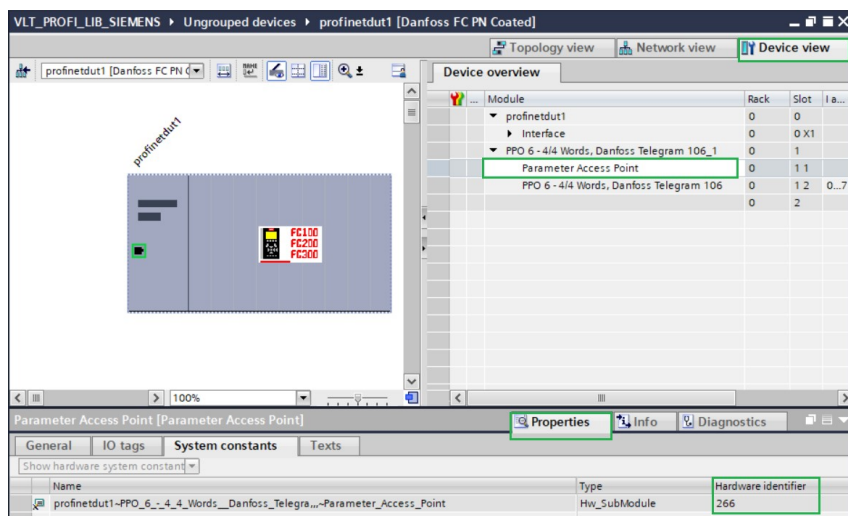 VLT_PROFI_LIB_SIEMENS ▸ Ungrouped devices ▸ profinetdut1 [Danfoss FC PN Coated]
Topology view Network view Device view
profinetdut1 [Danfoss FC PN C
Device overview
... Module Rack Slot I a...
profinetdut1 0 0
Interface 0 0 X1
PPO 6 - 4/4 Words, Danfoss Telegram 106_1 0 1
Parameter Access Point 0 1 1
PPO 6 - 4/4 Words, Danfoss Telegram 106 0 1 2 0...7
0 2
profinetdut1
FC100
FC200
FC300
100%
Parameter Access Point [Parameter Access Point]
Properties Info Diagnostics
General IO tags System constants Texts
Show hardware system constant
Name Type Hardware identifier
profinetdut1~PPO_6_-_4_4_Words__Danfoss_Telegra,,,~Parameter_Access_Point Hw_SubModule 266